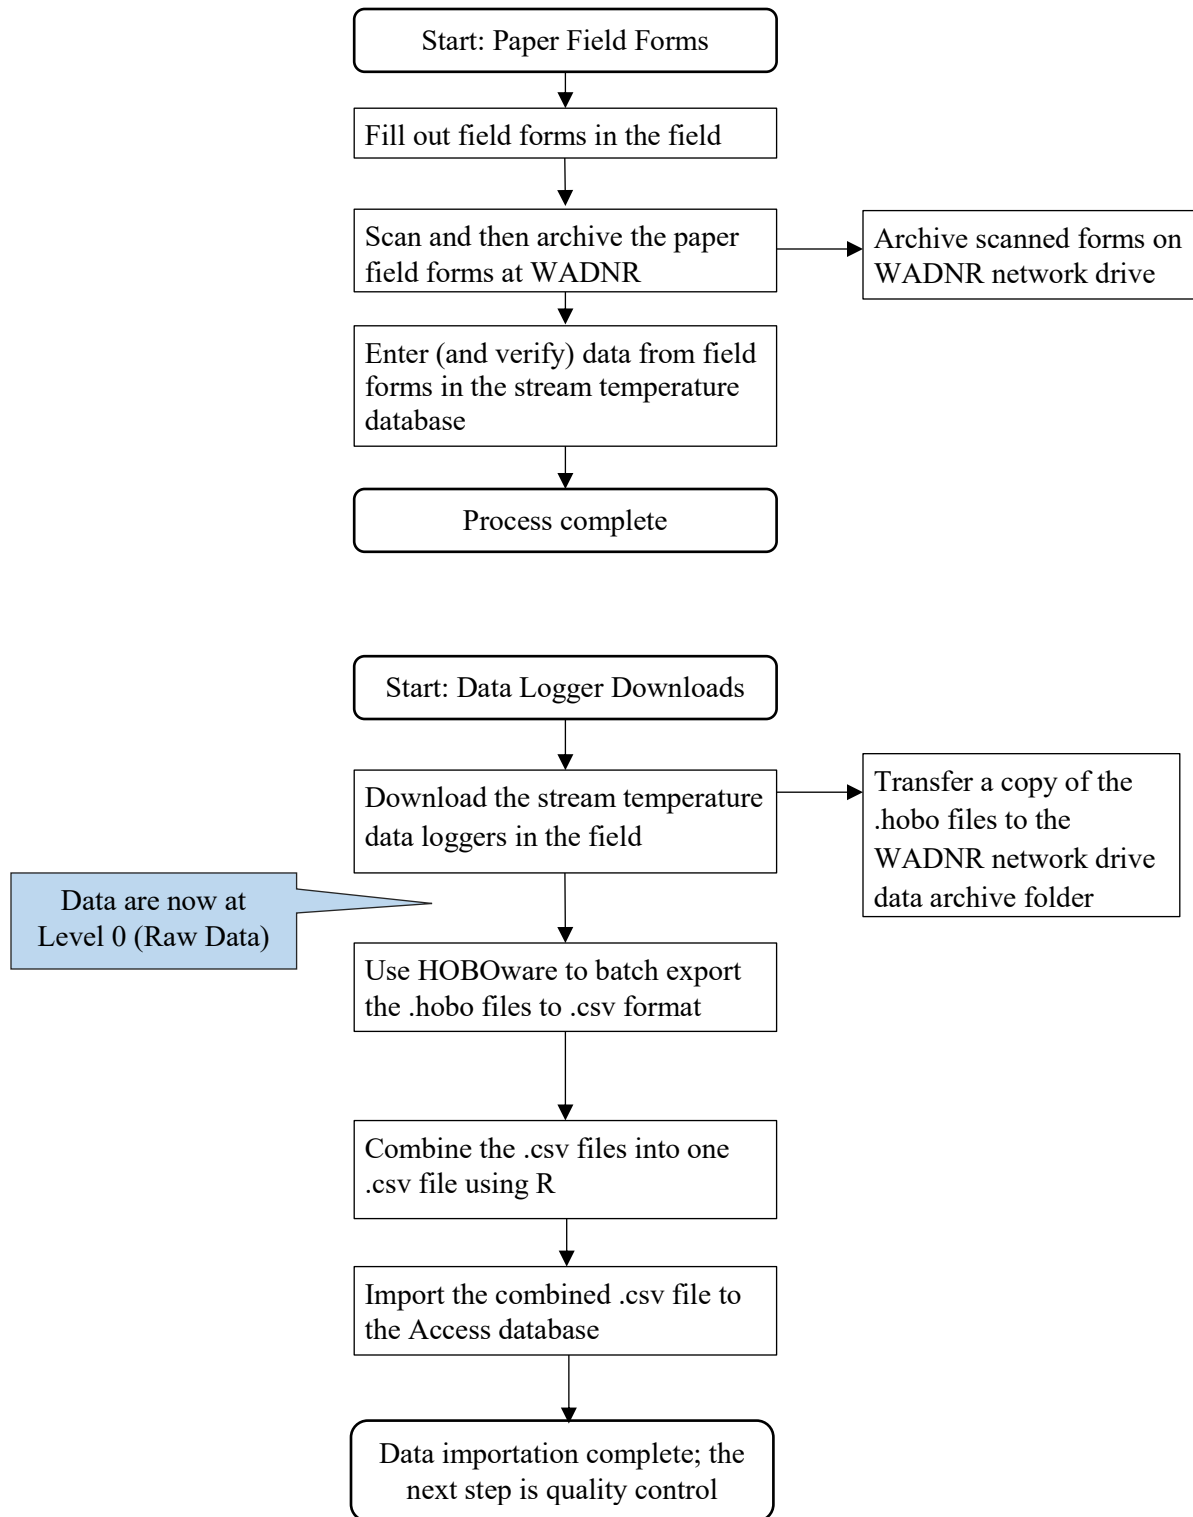 Start: Paper Field Forms
Fill out field forms in the field
Scan and then archive the paper
field forms at WADNR
Archive scanned forms on
WADNR network drive
Enter (and verify) data from field
forms in the stream temperature
database
Process complete
Start: Data Logger Downloads
Download the stream temperature
data loggers in the field
Transfer a copy of the
.hobo files to the
WADNR network drive
data archive folder
Data are now at
Level 0 (Raw Data)
Use HOBOware to batch export
the .hobo files to .csv format
Combine the .csv files into one
.csv file using R
Import the combined .csv file to
the Access database
Data importation complete; the
next step is quality control